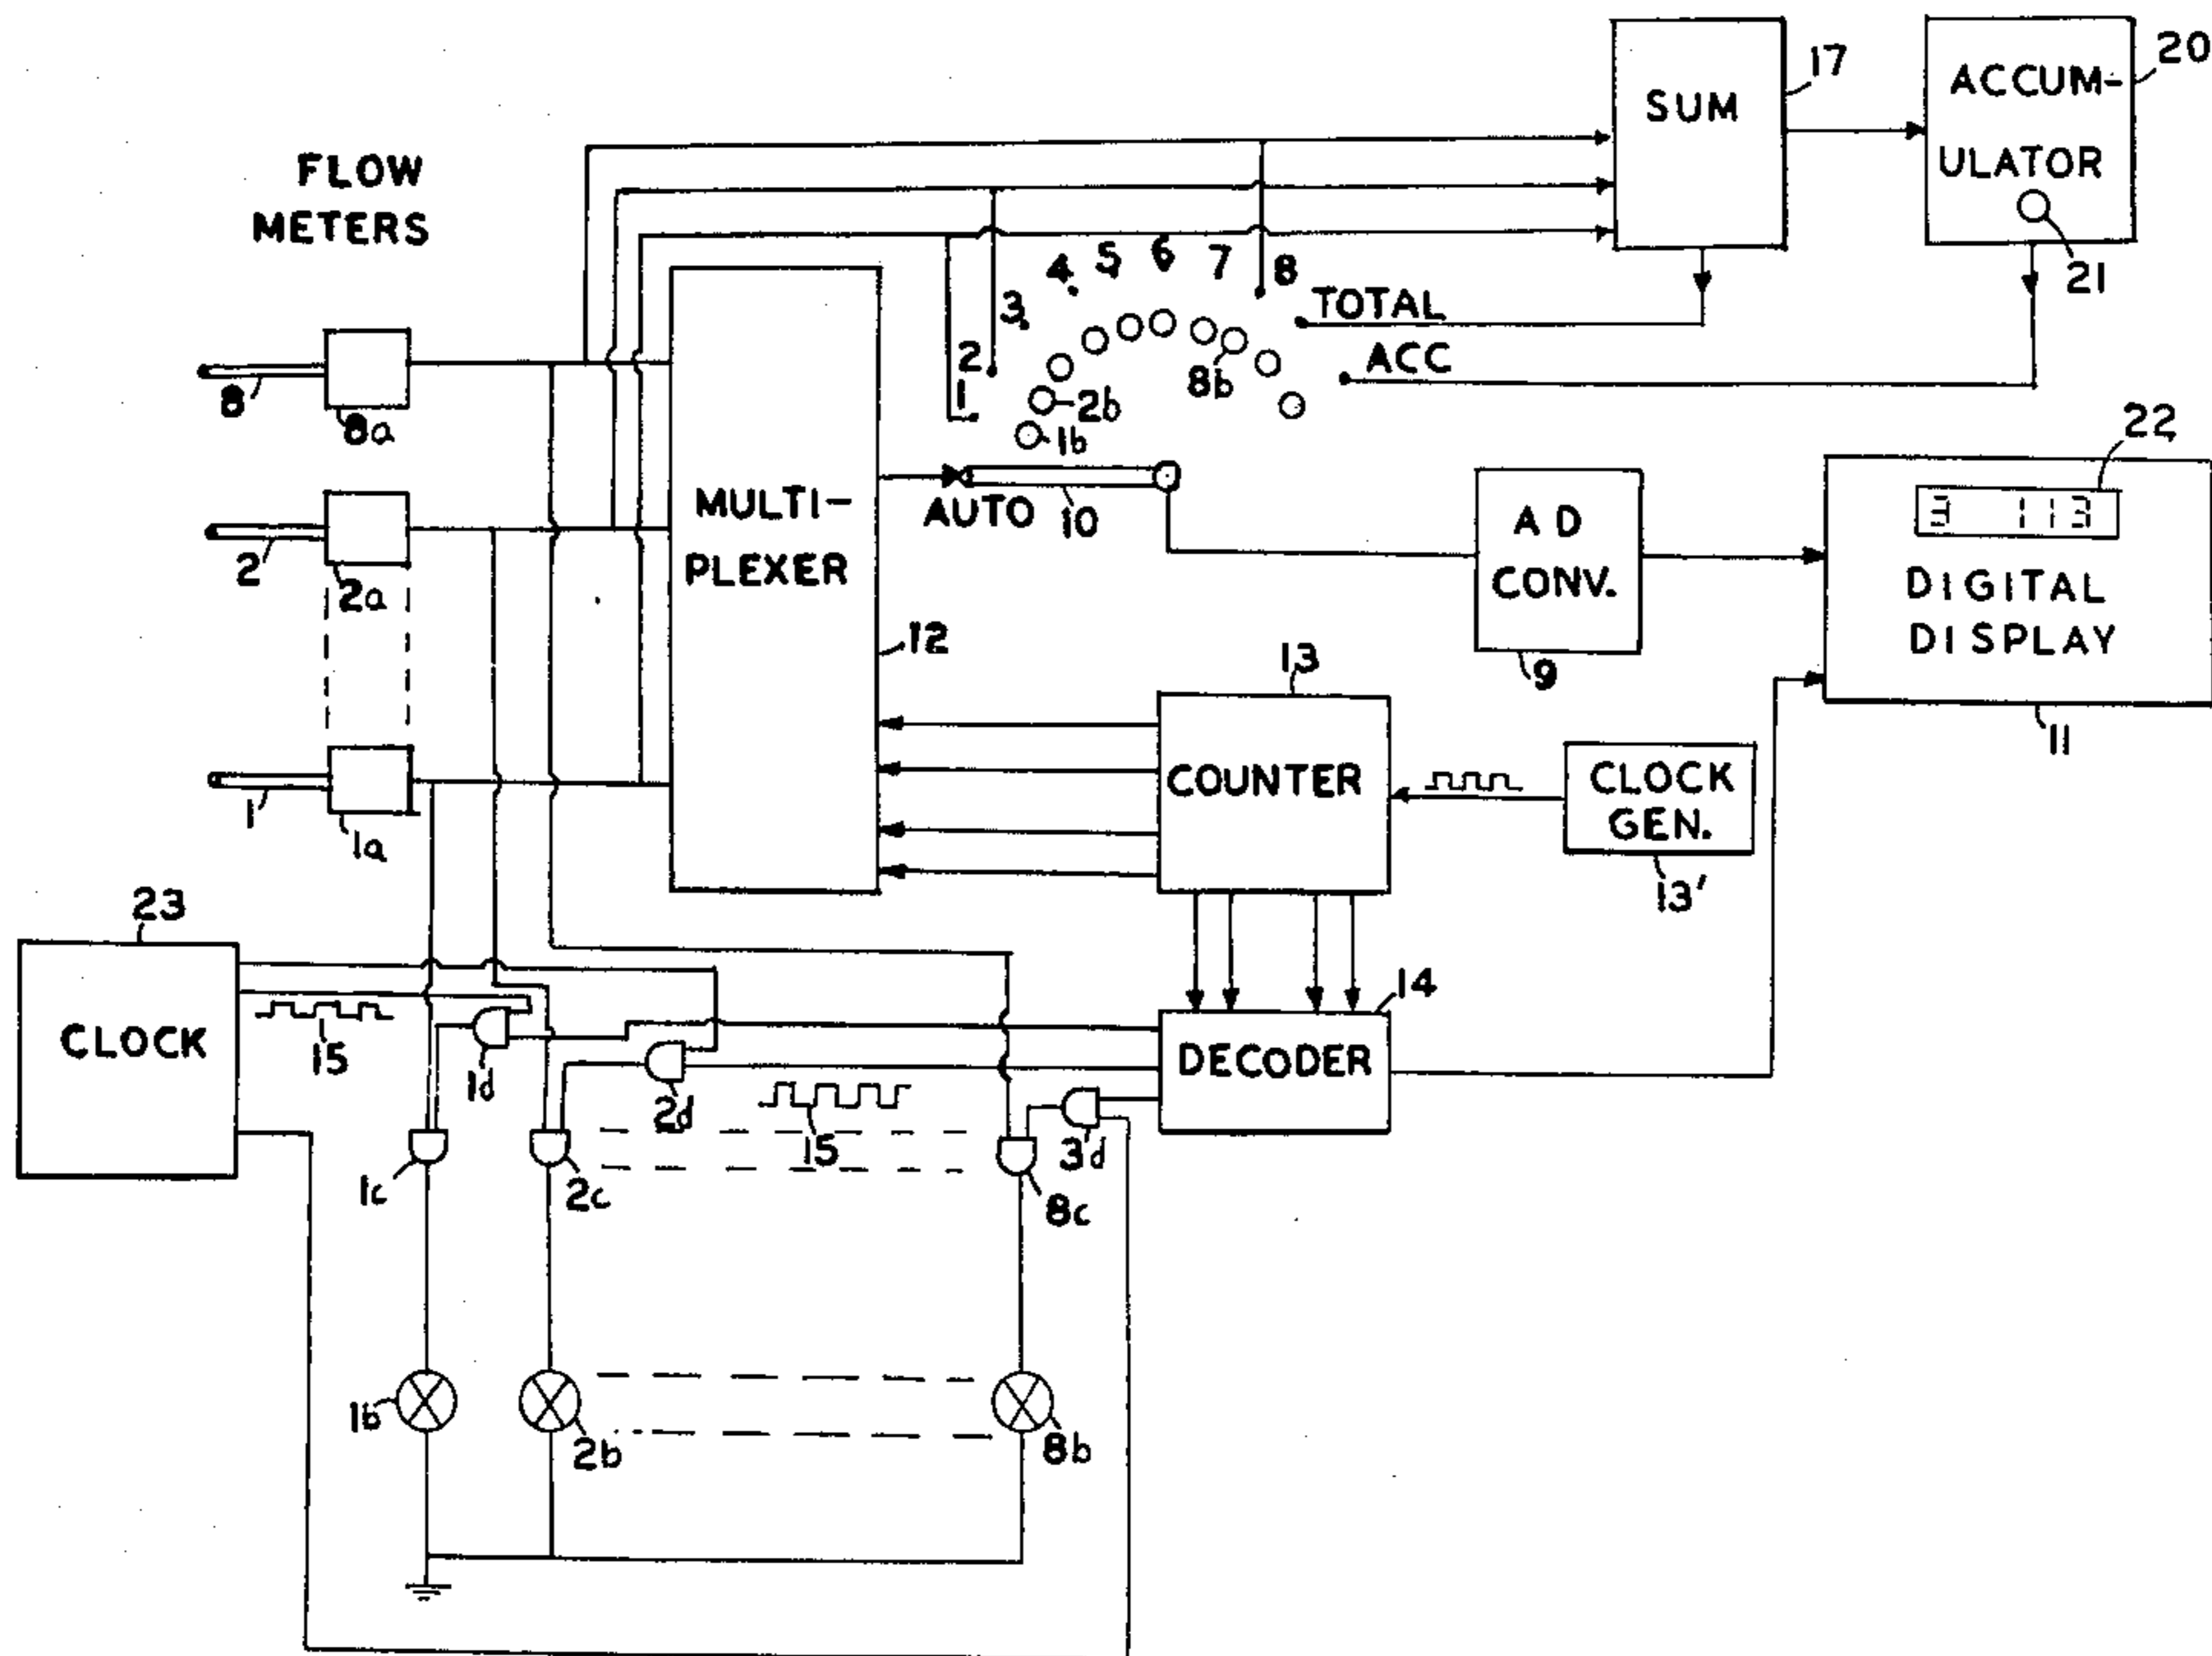 17
20
SUM
ACCUM-
ULATOR
21
FLOW
METERS
4
5
6
7
8
3
2
1
TOTAL
ACC
8b
2b
1b
8
8a
2
2a
1
1a
MULTI-
PLEXER
12
AUTO
10
A D
CONV.
9
22
3 113
DIGITAL
DISPLAY
11
13
COUNTER
CLOCK
GEN.
13'
23
CLOCK
15
1d
2d
15
3d
14
DECODER
1c
2c
8c
1b
2b
8b